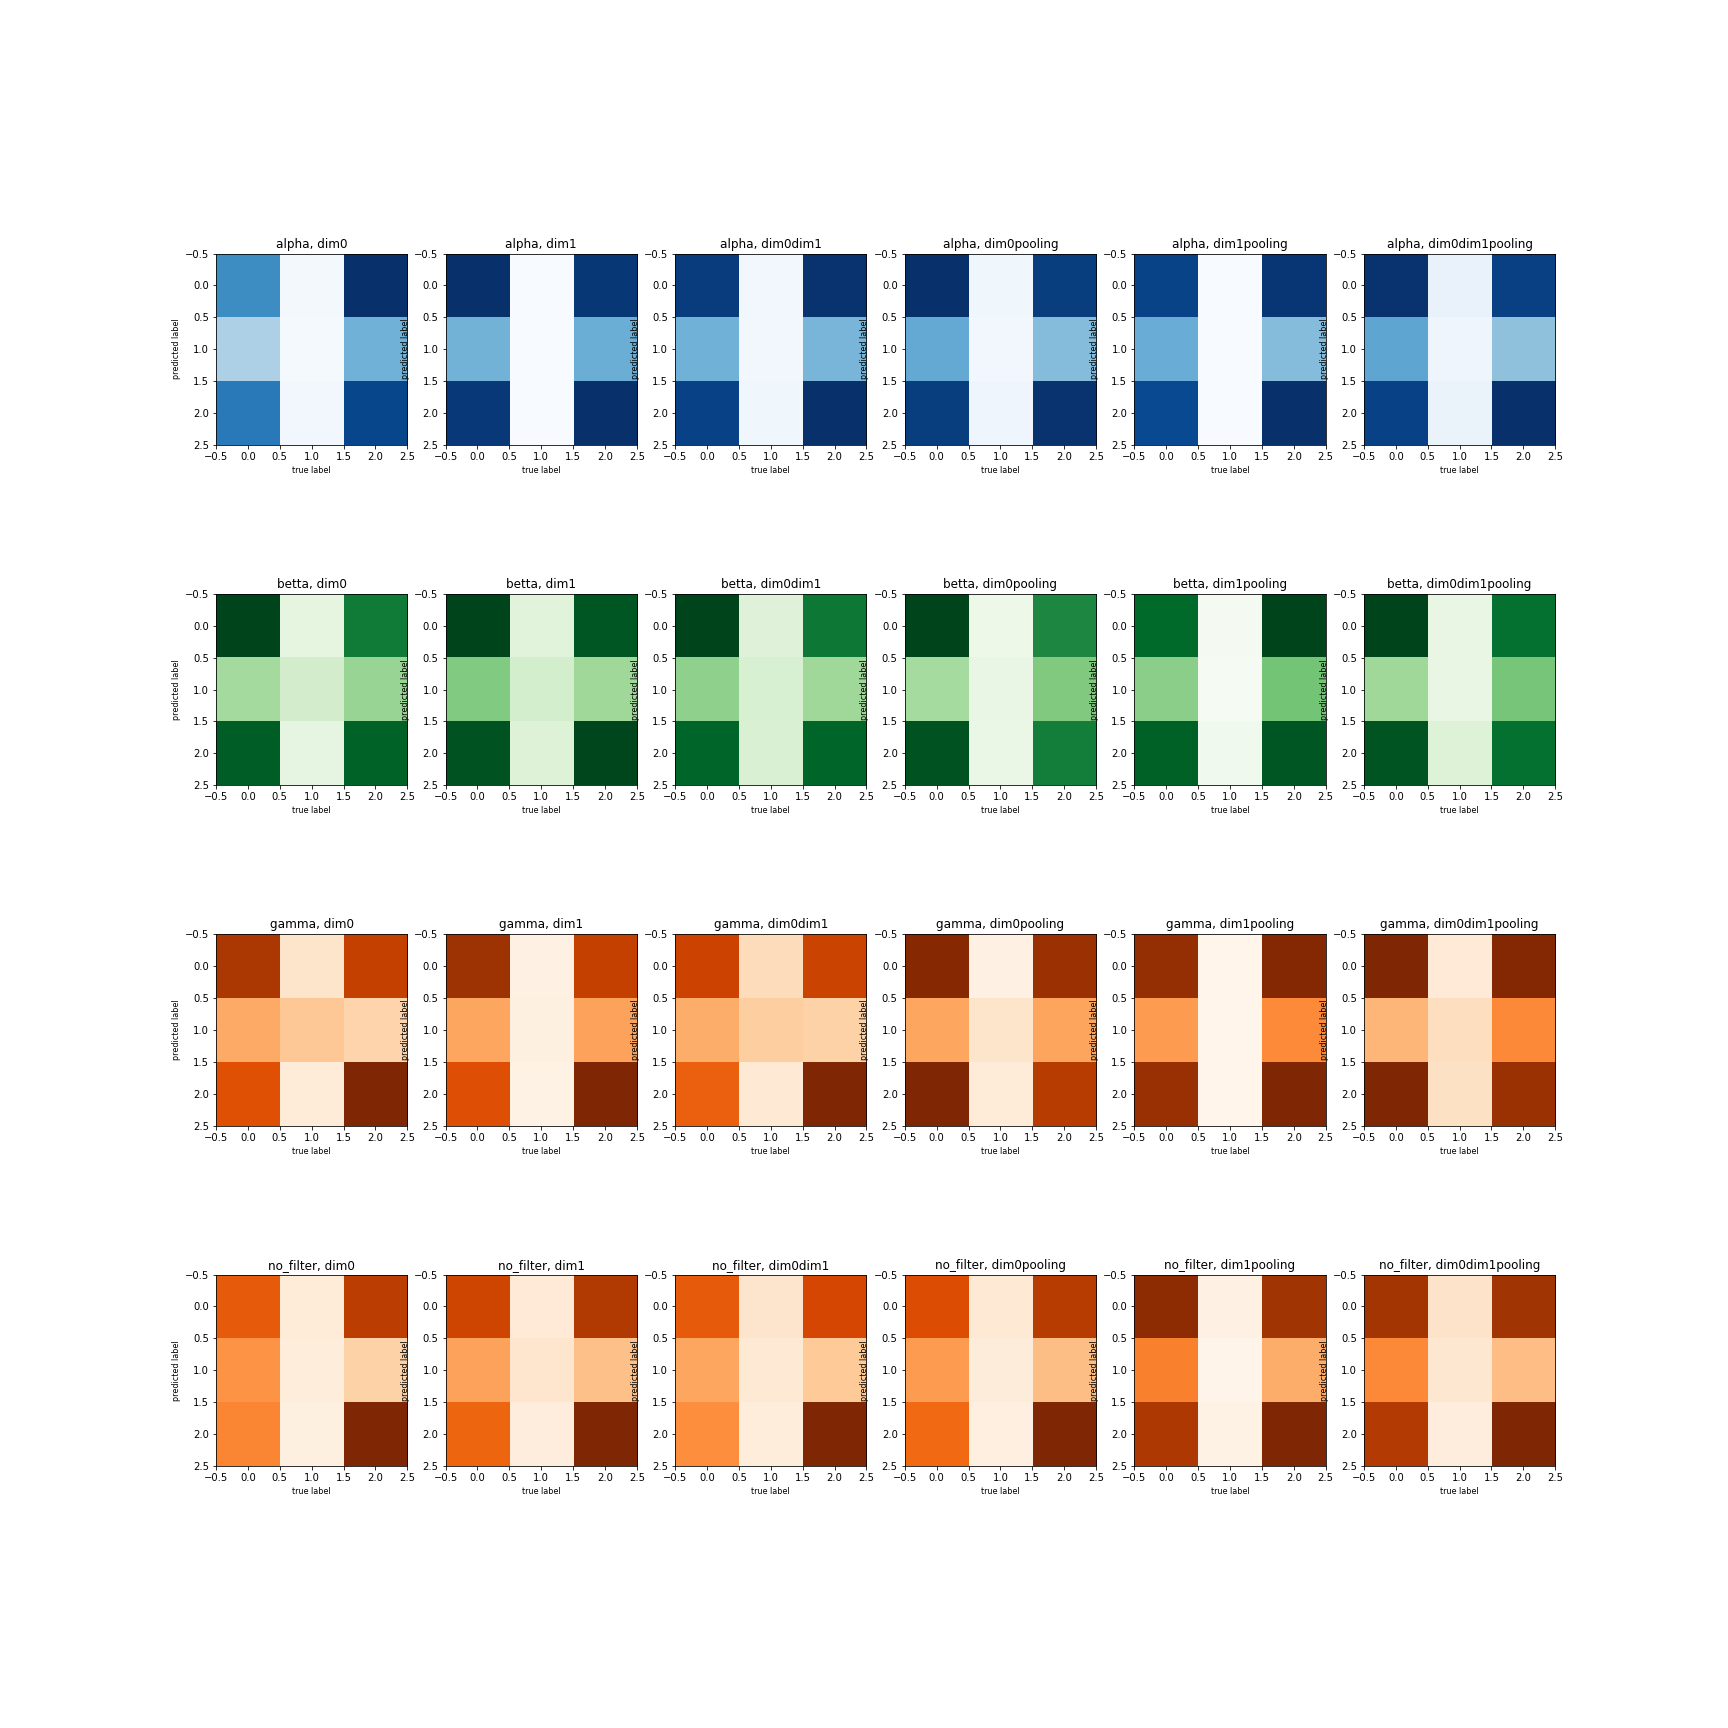 alpha, dim0 alpha, dim1 alpha, dim0dim1 alpha, dim0pooling alpha, dim1pooling alpha, dim0dim1pooling
−0.5 −0.5 −0.5 −0.5 −0.5 −0.5
0.0 0.0 0.0 0.0 0.0 0.0
0.5 0.5 0.5 0.5 0.5 0.5
predicted label predicted label predicted label predicted label predicted label predicted label
1.0 1.0 1.0 1.0 1.0 1.0
1.5 1.5 1.5 1.5 1.5 1.5
2.0 2.0 2.0 2.0 2.0 2.0
2.5 2.5 2.5 2.5 2.5 2.5
−0.5 0.0 0.5 1.0 1.5 2.0 2.5 −0.5 0.0 0.5 1.0 1.5 2.0 2.5 −0.5 0.0 0.5 1.0 1.5 2.0 2.5 −0.5 0.0 0.5 1.0 1.5 2.0 2.5 −0.5 0.0 0.5 1.0 1.5 2.0 2.5 −0.5 0.0 0.5 1.0 1.5 2.0 2.5
true label true label true label true label true label true label
betta, dim0 betta, dim1 betta, dim0dim1 betta, dim0pooling betta, dim1pooling betta, dim0dim1pooling
−0.5 −0.5 −0.5 −0.5 −0.5 −0.5
0.0 0.0 0.0 0.0 0.0 0.0
0.5 0.5 0.5 0.5 0.5 0.5
predicted label predicted label predicted label predicted label predicted label predicted label
1.0 1.0 1.0 1.0 1.0 1.0
1.5 1.5 1.5 1.5 1.5 1.5
2.0 2.0 2.0 2.0 2.0 2.0
2.5 2.5 2.5 2.5 2.5 2.5
−0.5 0.0 0.5 1.0 1.5 2.0 2.5 −0.5 0.0 0.5 1.0 1.5 2.0 2.5 −0.5 0.0 0.5 1.0 1.5 2.0 2.5 −0.5 0.0 0.5 1.0 1.5 2.0 2.5 −0.5 0.0 0.5 1.0 1.5 2.0 2.5 −0.5 0.0 0.5 1.0 1.5 2.0 2.5
true label true label true label true label true label true label
gamma, dim0 gamma, dim1 gamma, dim0dim1 gamma, dim0pooling gamma, dim1pooling gamma, dim0dim1pooling
−0.5 −0.5 −0.5 −0.5 −0.5 −0.5
0.0 0.0 0.0 0.0 0.0 0.0
0.5 0.5 0.5 0.5 0.5 0.5
predicted label predicted label predicted label predicted label predicted label predicted label
1.0 1.0 1.0 1.0 1.0 1.0
1.5 1.5 1.5 1.5 1.5 1.5
2.0 2.0 2.0 2.0 2.0 2.0
2.5 2.5 2.5 2.5 2.5 2.5
−0.5 0.0 0.5 1.0 1.5 2.0 2.5 −0.5 0.0 0.5 1.0 1.5 2.0 2.5 −0.5 0.0 0.5 1.0 1.5 2.0 2.5 −0.5 0.0 0.5 1.0 1.5 2.0 2.5 −0.5 0.0 0.5 1.0 1.5 2.0 2.5 −0.5 0.0 0.5 1.0 1.5 2.0 2.5
true label true label true label true label true label true label
no_filter, dim0 no_filter, dim1 no_filter, dim0dim1 no_filter, dim0pooling no_filter, dim1pooling no_filter, dim0dim1pooling
−0.5 −0.5 −0.5 −0.5 −0.5 −0.5
0.0 0.0 0.0 0.0 0.0 0.0
0.5 0.5 0.5 0.5 0.5 0.5
predicted label predicted label predicted label predicted label predicted label predicted label
1.0 1.0 1.0 1.0 1.0 1.0
1.5 1.5 1.5 1.5 1.5 1.5
2.0 2.0 2.0 2.0 2.0 2.0
2.5 2.5 2.5 2.5 2.5 2.5
−0.5 0.0 0.5 1.0 1.5 2.0 2.5 −0.5 0.0 0.5 1.0 1.5 2.0 2.5 −0.5 0.0 0.5 1.0 1.5 2.0 2.5 −0.5 0.0 0.5 1.0 1.5 2.0 2.5 −0.5 0.0 0.5 1.0 1.5 2.0 2.5 −0.5 0.0 0.5 1.0 1.5 2.0 2.5
true label true label true label true label true label true label